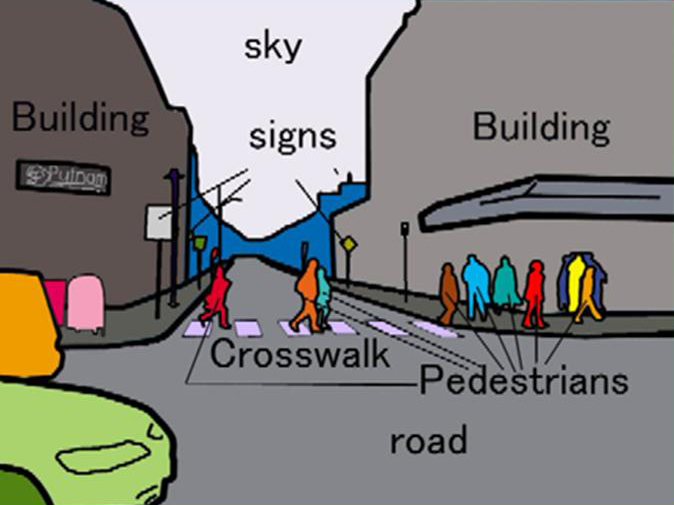 sky
Building
signs
Building
Putnam
Crosswalk
Pedestrians
road